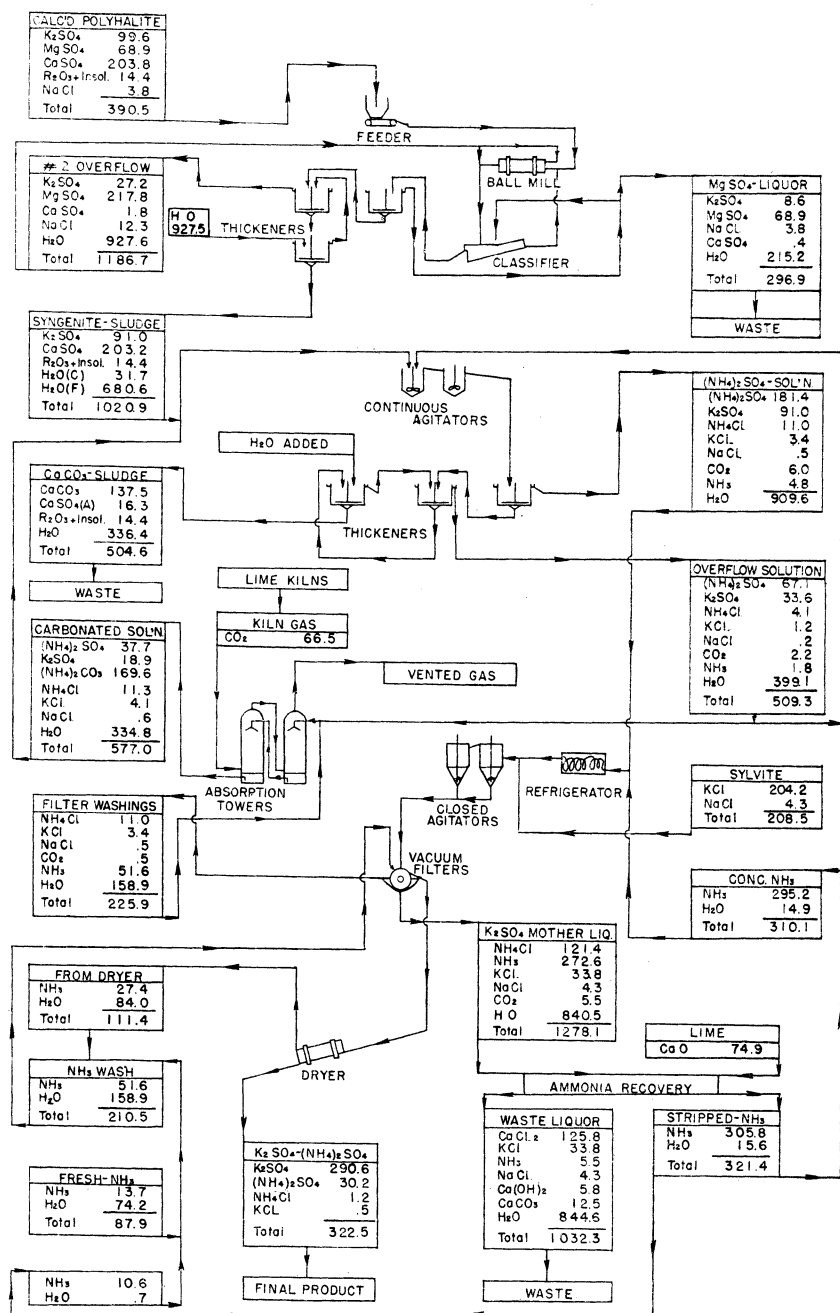 CALC'D POLYHALITE
K₂SO₄ 99.6
MgSO₄ 68.9
CaSO₄ 203.8
R₂O₃+Insol. 14.4
NaCl 3.8
Total 390.5
FEEDER
BALL MILL
# 2 OVERFLOW
K₂SO₄ 27.2
MgSO₄ 217.8
CaSO₄ 1.8
NaCl 12.3
H₂O 927.6
Total 1186.7
H O
927.5
THICKENERS
CLASSIFIER
MgSO₄-LIQUOR
K₂SO₄ 8.6
MgSO₄ 68.9
NaCl 3.8
CaSO₄ .4
H₂O 215.2
Total 296.9
WASTE
SYNGENITE-SLUDGE
K₂SO₄ 91.0
CaSO₄ 203.2
R₂O₃+Insol. 14.4
H₂O(C) 31.7
H₂O(F) 680.6
Total 1020.9
CONTINUOUS
AGITATORS
(NH₄)₂SO₄-SOL'N.
(NH₄)₂SO₄ 181.4
K₂SO₄ 91.0
NH₄Cl 11.0
KCl. 3.4
NaCl .5
CO₂ 6.0
NH₃ 4.8
H₂O 909.6
H₂O ADDED
CaCO₃-SLUDGE
CaCO₃ 137.5
CaSO₄(A) 16.3
R₂O₃+Insol. 14.4
H₂O 336.4
Total 504.6
WASTE
THICKENERS
LIME KILNS
KILN GAS
CO₂ 66.5
VENTED GAS
OVERFLOW SOLUTION
(NH₄)₂SO₄ 67.1
K₂SO₄ 33.6
NH₄Cl 4.1
KCl. 1.2
NaCl .2
CO₂ 2.2
NH₃ 1.8
H₂O 399.1
Total 509.3
CARBONATED SOL'N.
(NH₄)₂SO₄ 37.7
K₂SO₄ 18.9
(NH₄)₂CO₃ 169.6
NH₄Cl 11.3
KCl 4.1
NaCl .6
H₂O 334.8
Total 577.0
ABSORPTION
TOWERS
CLOSED
AGITATORS
REFRIGERATOR
SYLVITE
KCl 204.2
NaCl 4.3
Total 208.5
FILTER WASHINGS
NH₄Cl 11.0
KCl 3.4
NaCl .5
CO₂ .5
NH₃ 51.6
H₂O 158.9
Total 225.9
VACUUM
FILTERS
CONC. NH₃
NH₃ 295.2
H₂O 14.9
Total 310.1
K₂SO₄ MOTHER LIQ.
NH₄Cl 121.4
NH₃ 272.6
KCl. 33.8
NaCl 4.3
CO₂ 5.5
H O 840.5
Total 1278.1
FROM DRYER
NH₃ 27.4
H₂O 84.0
Total 111.4
DRYER
LIME
CaO 74.9
AMMONIA RECOVERY
NH₃ WASH
NH₃ 51.6
H₂O 158.9
Total 210.5
K₂SO₄-(NH₄)₂SO₄
K₂SO₄ 290.6
(NH₄)₂SO₄ 30.2
NH₄Cl 1.2
KCL .5
Total 322.5
FINAL PRODUCT
WASTE LIQUOR
CaCl.₂ 125.8
KCl 33.8
NH₃ 5.5
NaCl. 4.3
Ca(OH)₂ 5.8
CaCO₃ 12.5
H₂O 844.6
Total 1032.3
WASTE
STRIPPED-NH₃
NH₃ 305.8
H₂O 15.6
Total 321.4
FRESH-NH₃
NH₃ 13.7
H₂O 74.2
Total 87.9
NH₃ 10.6
H₂O .7